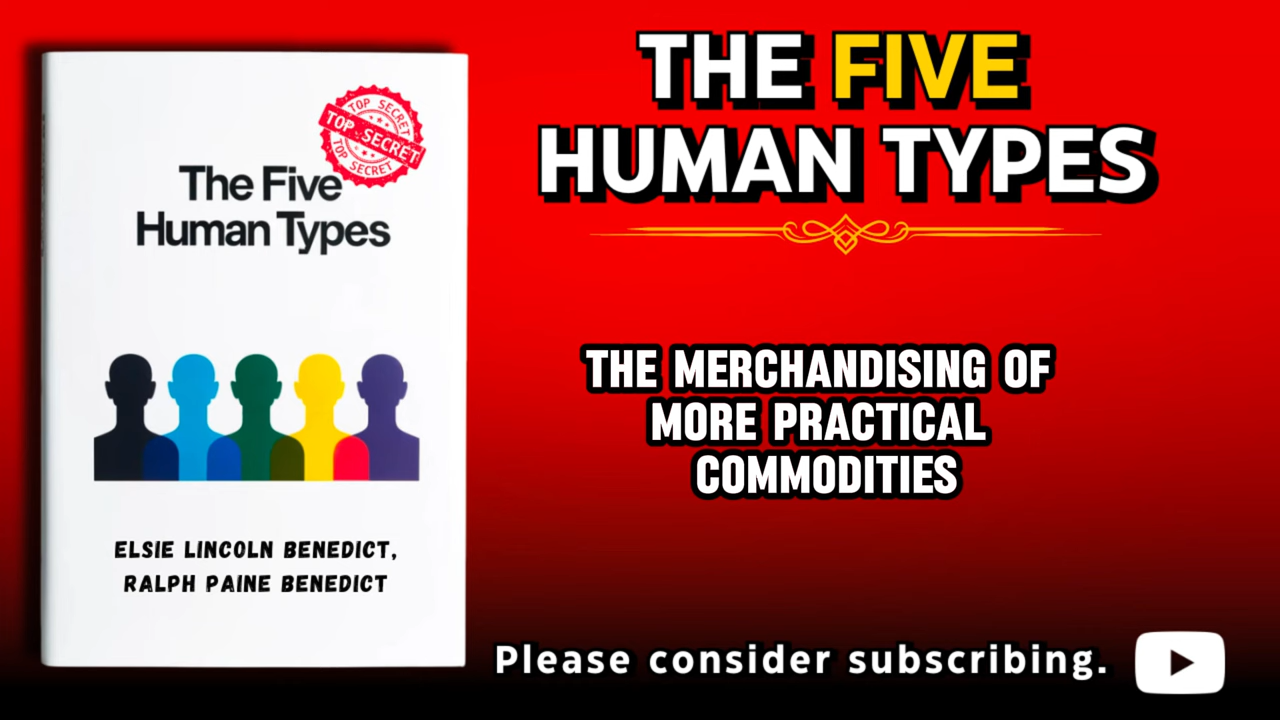 TOP SECRET
TOP SECRET
TOP SECRET
The Five
Human Types
ELSIE LINCOLN BENEDICT,
RALPH PAINE BENEDICT
THE FIVE
HUMAN TYPES
THE MERCHANDISING OF
MORE PRACTICAL
COMMODITIES
Please consider subscribing.